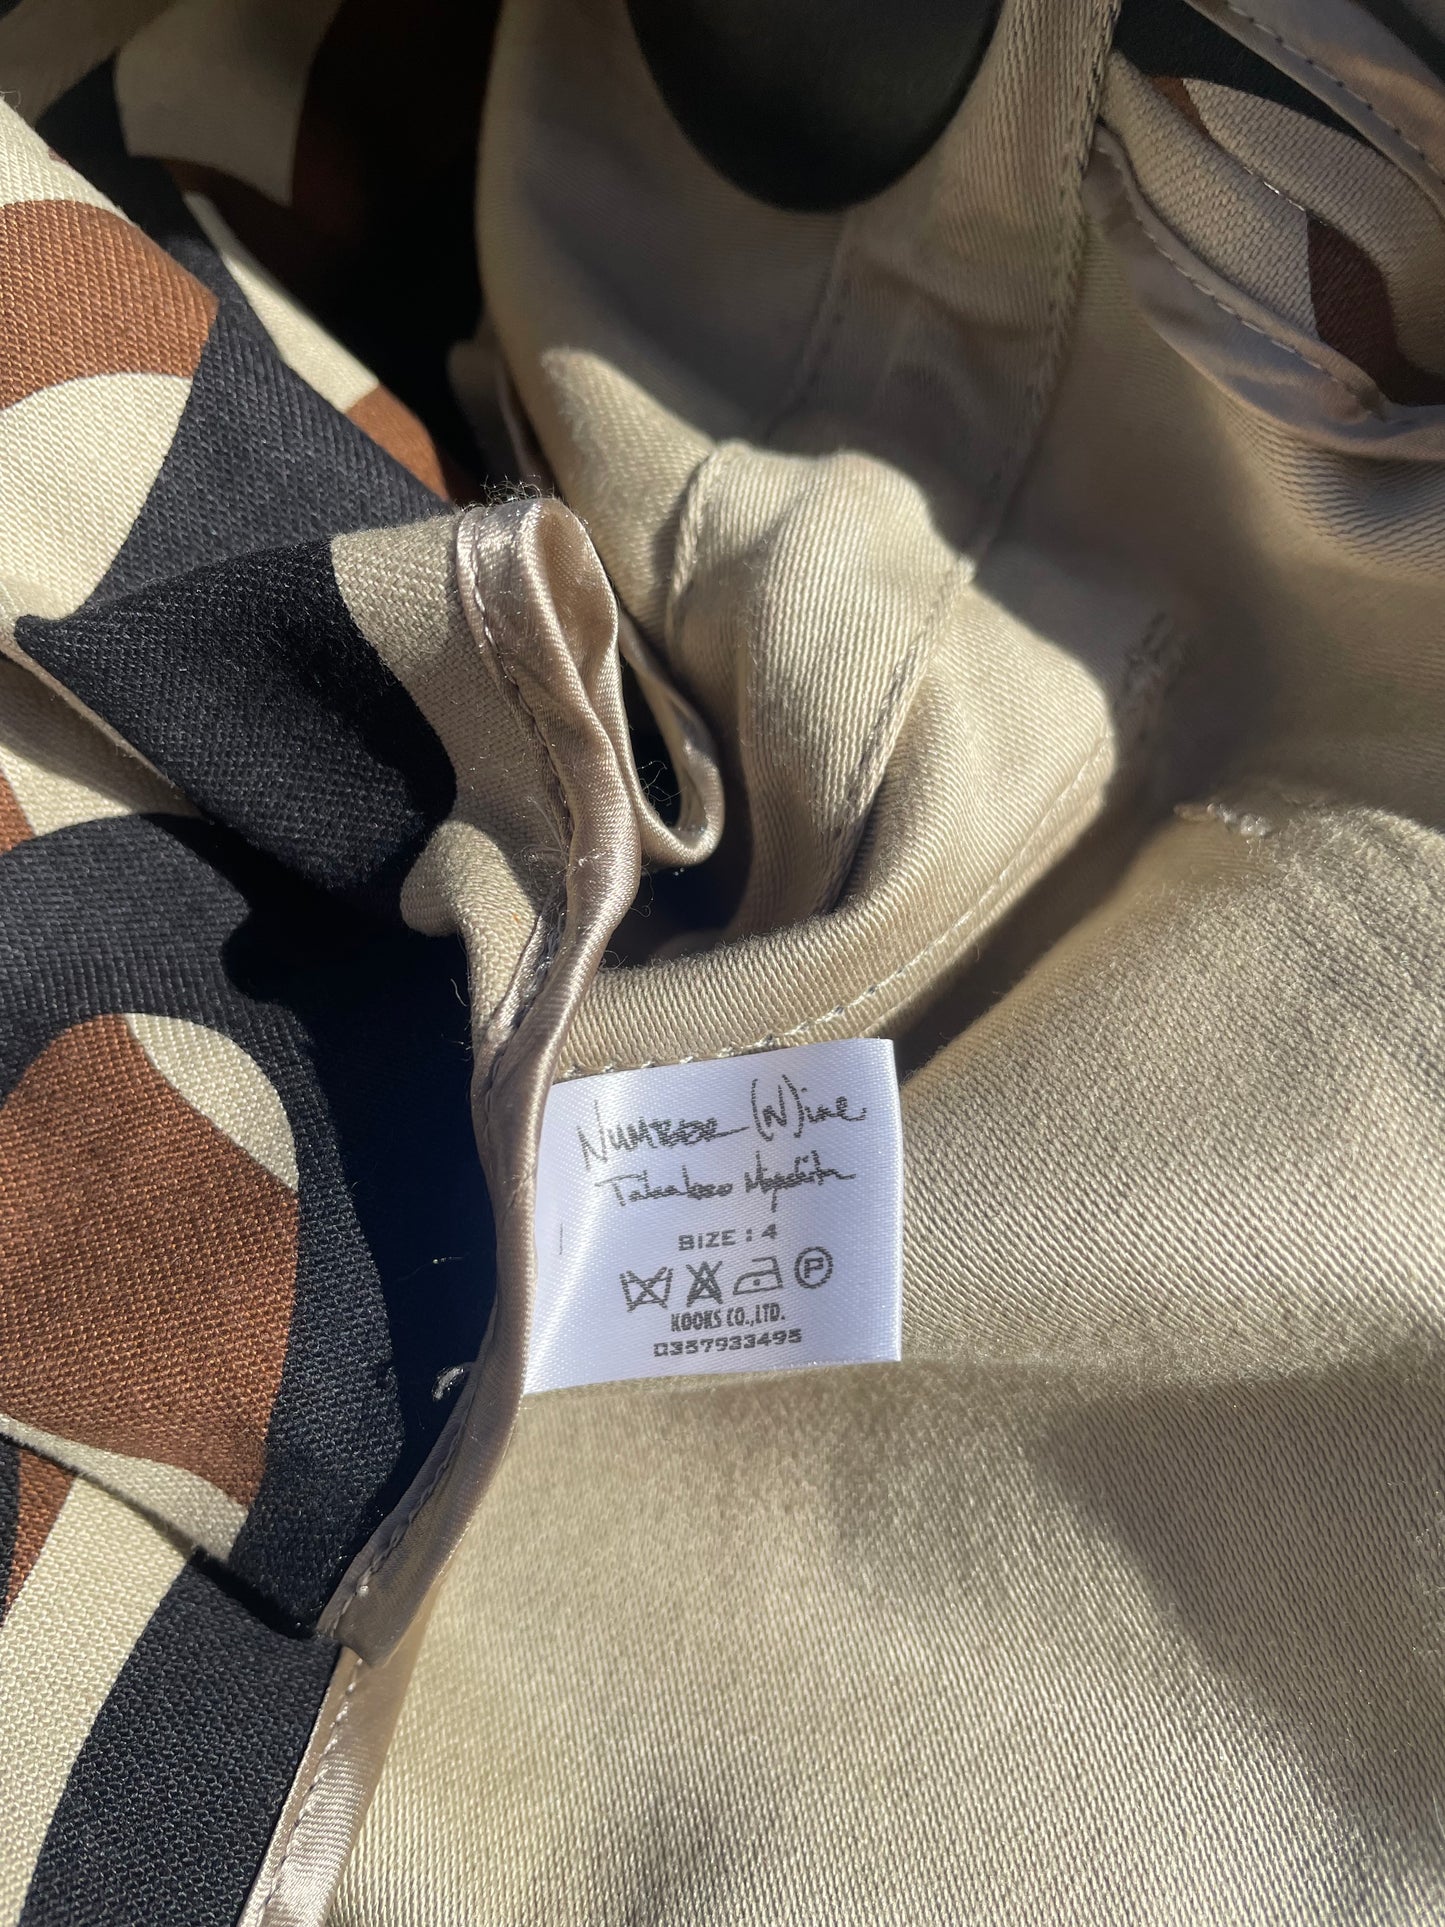 NUMBER (N)ine
Takahiro Miyashita
SIZE : 4
P
KOOKS CO.,LTD.
0357933495